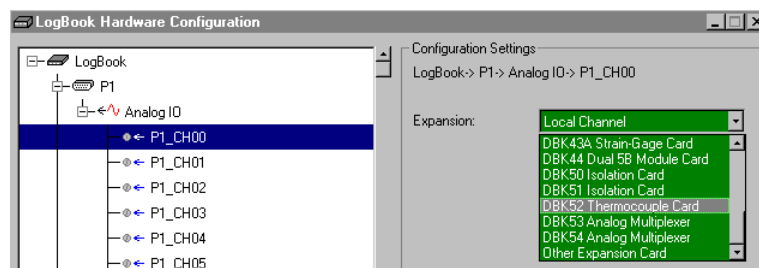 LogBook Hardware Configuration
LogBook
P1
Analog IO
P1_CH00
P1_CH01
P1_CH02
P1_CH03
P1_CH04
P1_CH05
Configuration Settings
LogBook-> P1-> Analog IO-> P1_CH00
Expansion:
Local Channel
DBK43A Strain-Gage Card
DBK44 Dual 5B Module Card
DBK50 Isolation Card
DBK51 Isolation Card
DBK52 Thermocouple Card
DBK53 Analog Multiplexer
DBK54 Analog Multiplexer
Other Expansion Card